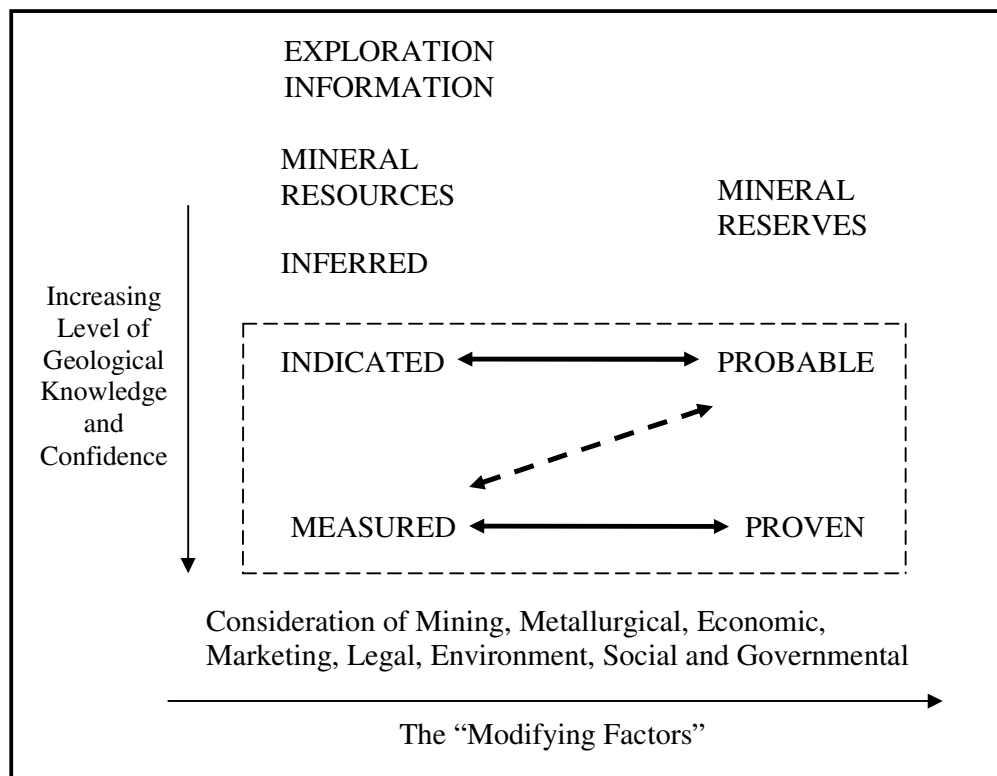 EXPLORATION
INFORMATION
MINERAL
RESOURCES
MINERAL
RESERVES
INFERRED
Increasing
Level of
Geological
Knowledge
and
Confidence
INDICATED
PROBABLE
MEASURED
PROVEN
Consideration of Mining, Metallurgical, Economic,
Marketing, Legal, Environment, Social and Governmental
The “Modifying Factors”